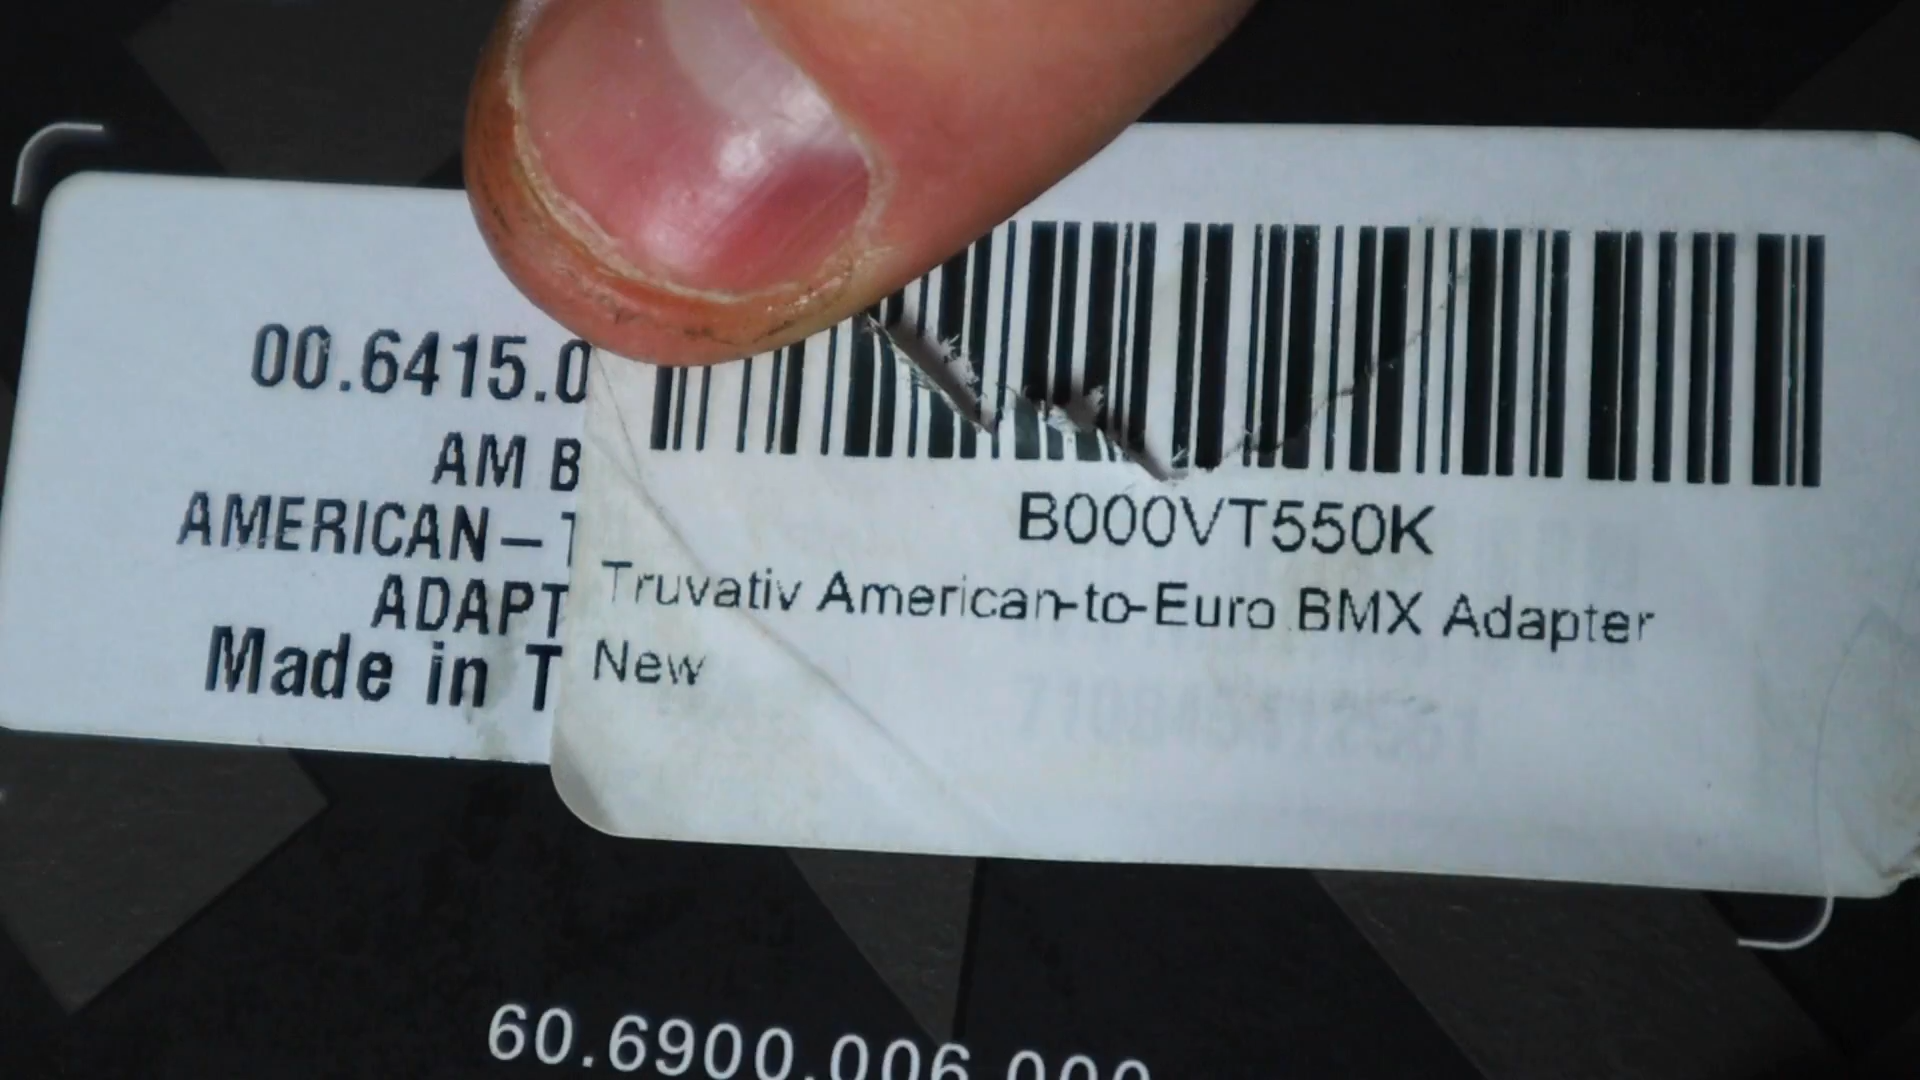 00.6415.0
AM B
AMERICAN-T
ADAPT
Made in T
B000VT550K
Truvativ American-to-Euro BMX Adapter
New
60.6900.006.000